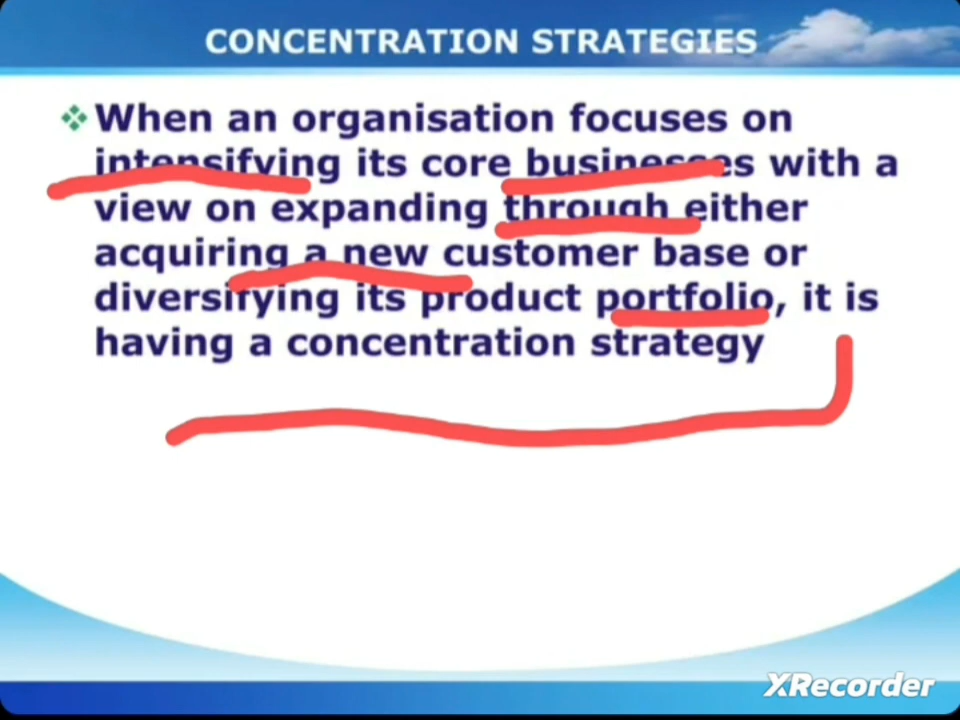 CONCENTRATION STRATEGIES
When an organisation focuses on
intensifying its core businesses with a
view on expanding through either
acquiring a new customer base or
diversifying its product portfolio, it is
having a concentration strategy
XRecorder